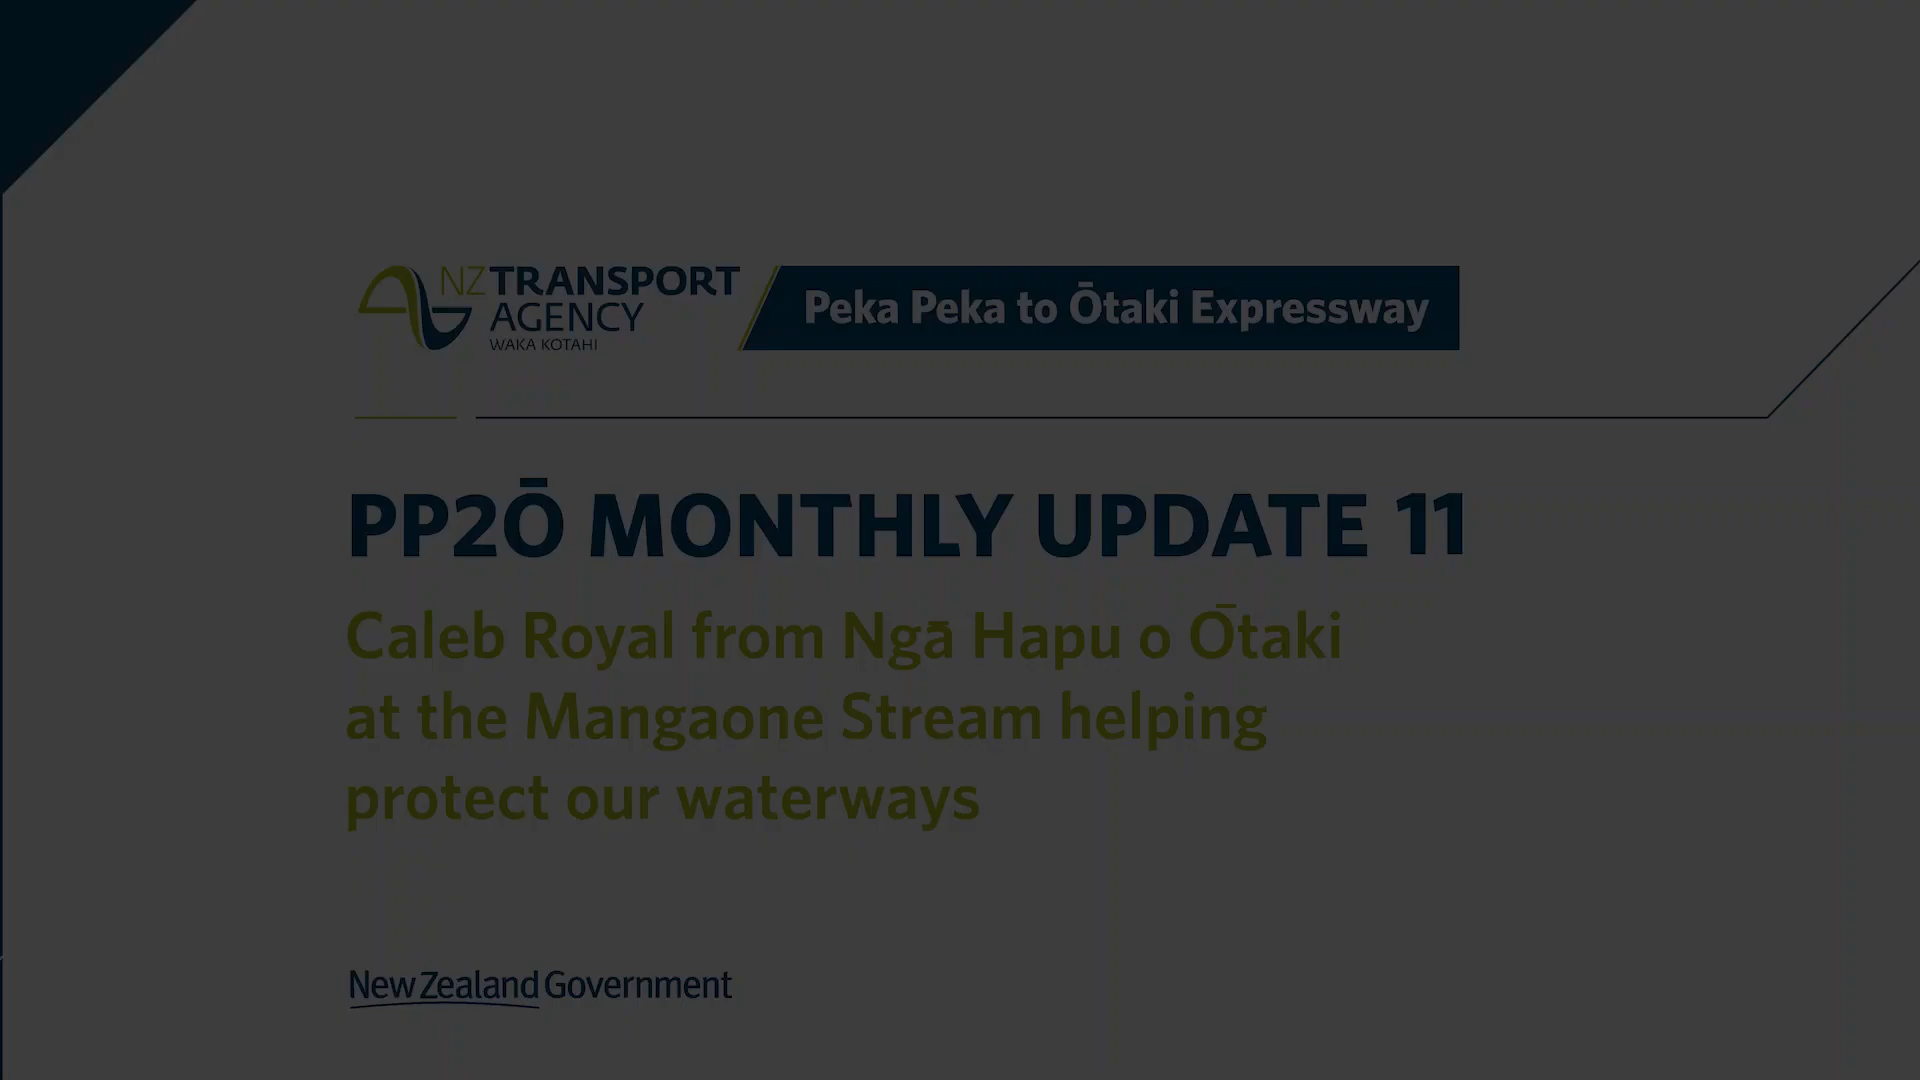 NZ TRANSPORT
AGENCY
WAKA KOTAHI
Peka Peka to Ōtaki Expressway
PP2Ō MONTHLY UPDATE 11
Caleb Royal from Ngā Hapu o Ōtaki
at the Mangaone Stream helping
protect our waterways
New Zealand Government